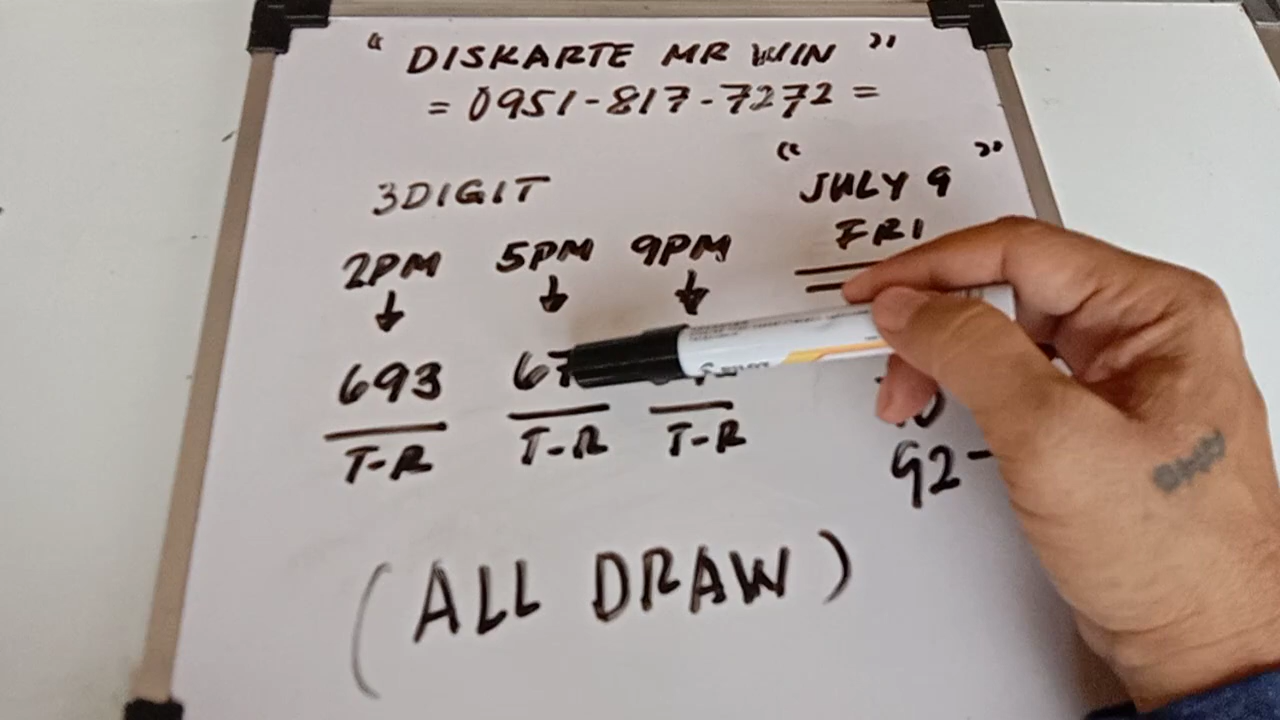 " DISKARTE MR WIN "
= 0951-817-7272 =
" JULY 9 "
FRI
3DIGIT
2PM 5PM 9PM
693
T-R T-R T-R
92-
(ALL DRAW)